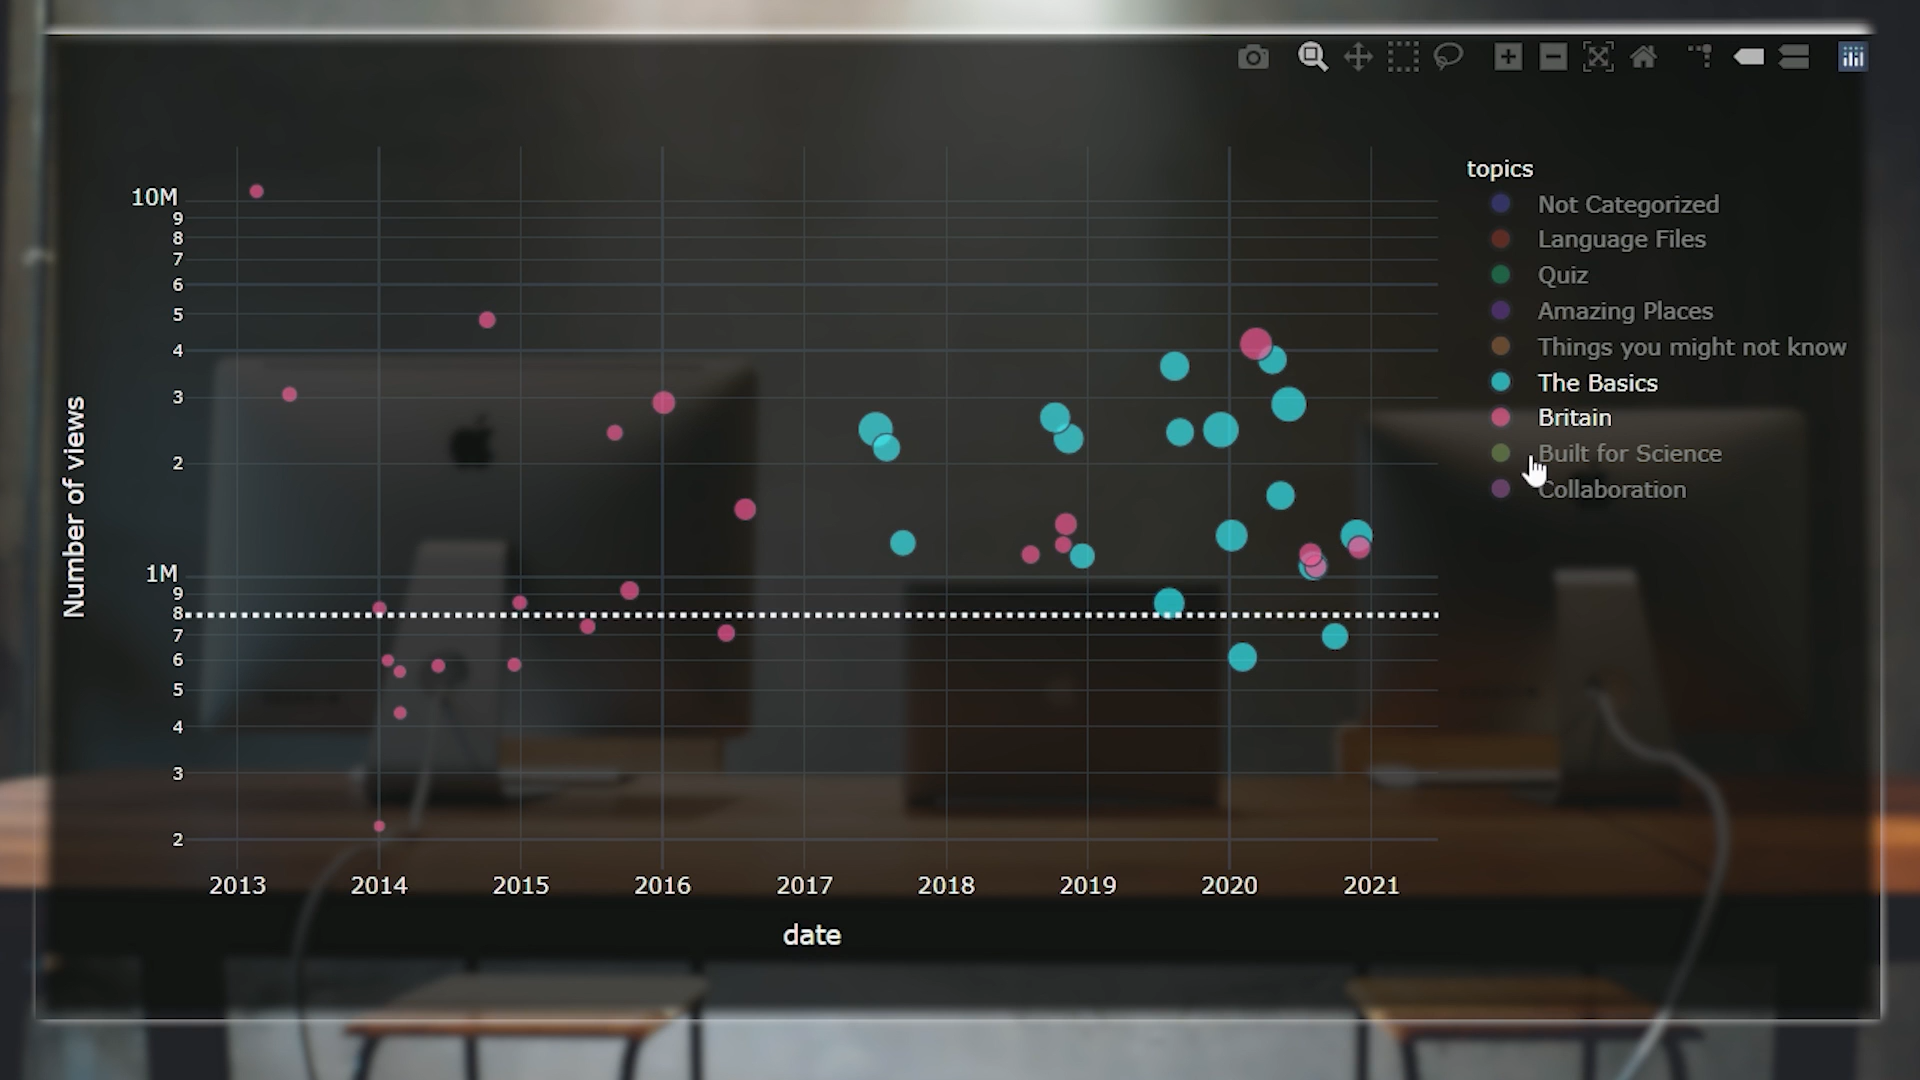 topics
Not Categorized
Language Files
Quiz
Amazing Places
Things you might not know
The Basics
Britain
Built for Science
Collaboration
Number of views
10M
9
8
7
6
5
4
3
2
1M
9
8
7
6
5
4
3
2
2013 2014 2015 2016 2017 2018 2019 2020 2021
date